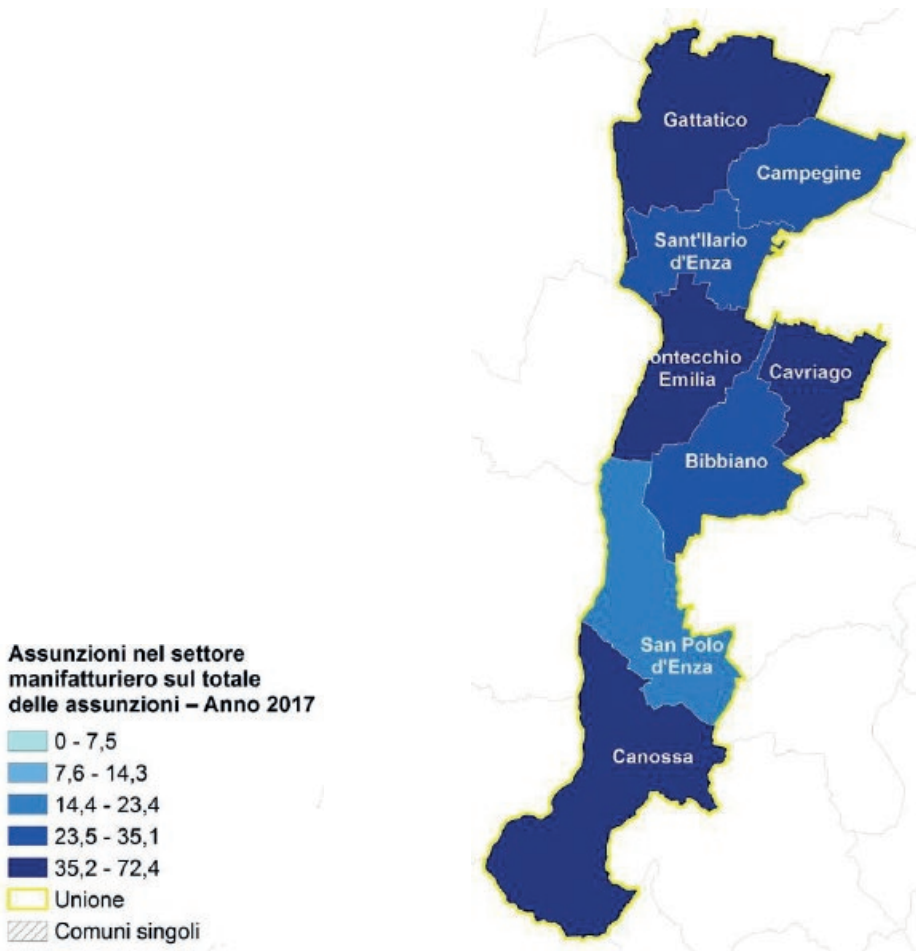 Gattatico
Campegine
Sant'Ilario
d'Enza
ontecchio
Emilia
Cavriago
Bibbiano
San Polo
d'Enza
Canossa
Assunzioni nel settore
manifatturiero sul totale
delle assunzioni – Anno 2017
0 - 7,5
7,6 - 14,3
14,4 - 23,4
23,5 - 35,1
35,2 - 72,4
Unione
Comuni singoli